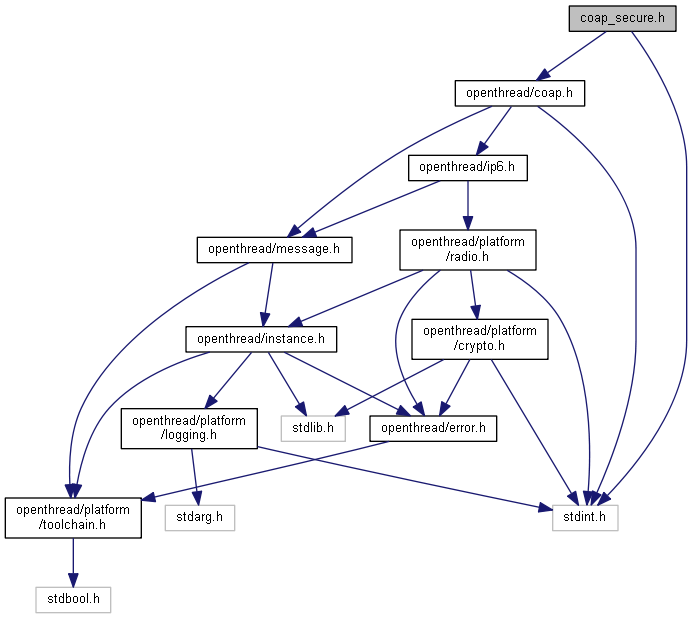 coap_secure.h
openthread/coap.h
openthread/ip6.h
openthread/message.h
openthread/platform
/radio.h
openthread/instance.h
openthread/platform
/crypto.h
openthread/platform
/logging.h
stdlib.h
openthread/error.h
openthread/platform
/toolchain.h
stdarg.h
stdint.h
stdbool.h